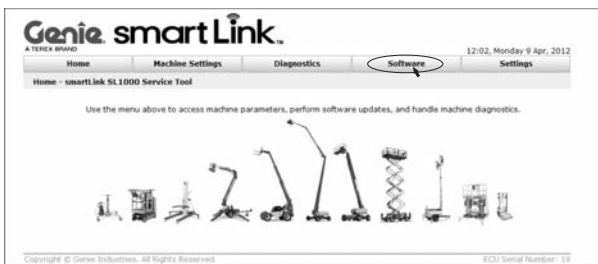 Genie smartLink™
A TEREX BRAND
12:02, Monday 9 Apr, 2012
Home Machine Settings Diagnostics Software Settings
Home - smartLink SL1000 Service Tool
Use the menu above to access machine parameters, perform software updates, and handle machine diagnostics.
Copyright © Genie Industries. All Rights Reserved ECU Serial Number: 19